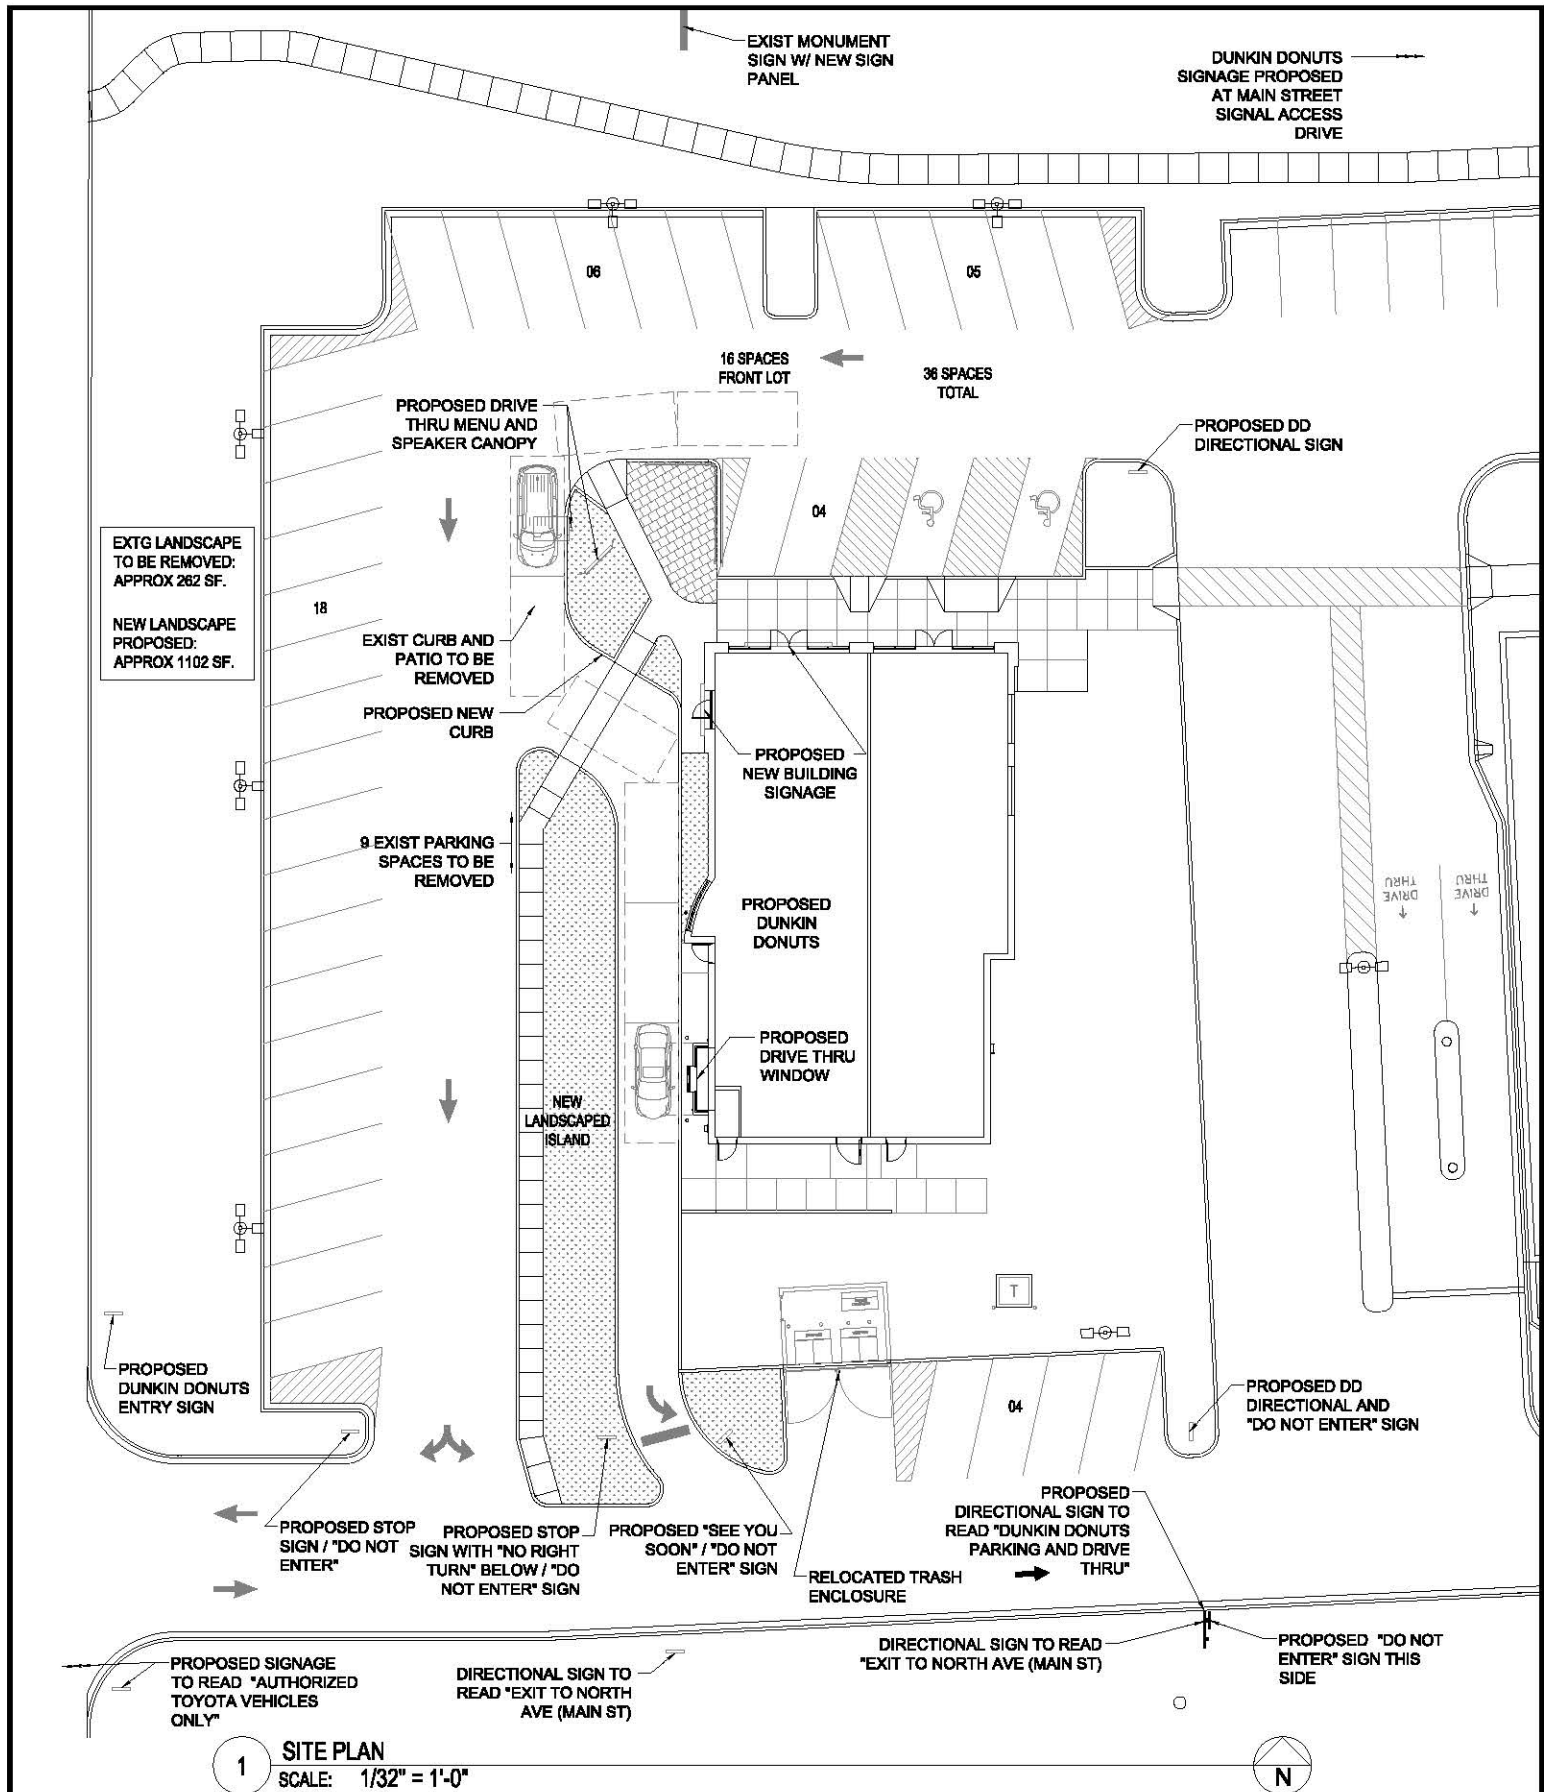 EXIST MONUMENT
SIGN W/ NEW SIGN
PANEL
DUNKIN DONUTS
SIGNAGE PROPOSED
AT MAIN STREET
SIGNAL ACCESS
DRIVE
06
05
16 SPACES
FRONT LOT
36 SPACES
TOTAL
PROPOSED DRIVE
THRU MENU AND
SPEAKER CANOPY
PROPOSED DD
DIRECTIONAL SIGN
04
EXTG LANDSCAPE
TO BE REMOVED:
APPROX 262 SF.
NEW LANDSCAPE
PROPOSED:
APPROX 1102 SF.
18
EXIST CURB AND
PATIO TO BE
REMOVED
PROPOSED NEW
CURB
PROPOSED
NEW BUILDING
SIGNAGE
9 EXIST PARKING
SPACES TO BE
REMOVED
DRIVE
THRU
DRIVE
THRU
PROPOSED
DUNKIN
DONUTS
PROPOSED
DRIVE THRU
WINDOW
NEW
LANDSCAPED
ISLAND
T
PROPOSED
DUNKIN DONUTS
ENTRY SIGN
04
PROPOSED DD
DIRECTIONAL AND
"DO NOT ENTER" SIGN
PROPOSED STOP
SIGN / "DO NOT
ENTER"
PROPOSED STOP
SIGN WITH "NO RIGHT
TURN" BELOW / "DO
NOT ENTER" SIGN
PROPOSED "SEE YOU
SOON" / "DO NOT
ENTER" SIGN
RELOCATED TRASH
ENCLOSURE
PROPOSED
DIRECTIONAL SIGN TO
READ "DUNKIN DONUTS
PARKING AND DRIVE
THRU"
PROPOSED SIGNAGE
TO READ "AUTHORIZED
TOYOTA VEHICLES
ONLY"
DIRECTIONAL SIGN TO
READ "EXIT TO NORTH
AVE (MAIN ST)
DIRECTIONAL SIGN TO READ
"EXIT TO NORTH AVE (MAIN ST)
PROPOSED "DO NOT
ENTER" SIGN THIS
SIDE
1
SITE PLAN
SCALE: 1/32" = 1'-0"
N